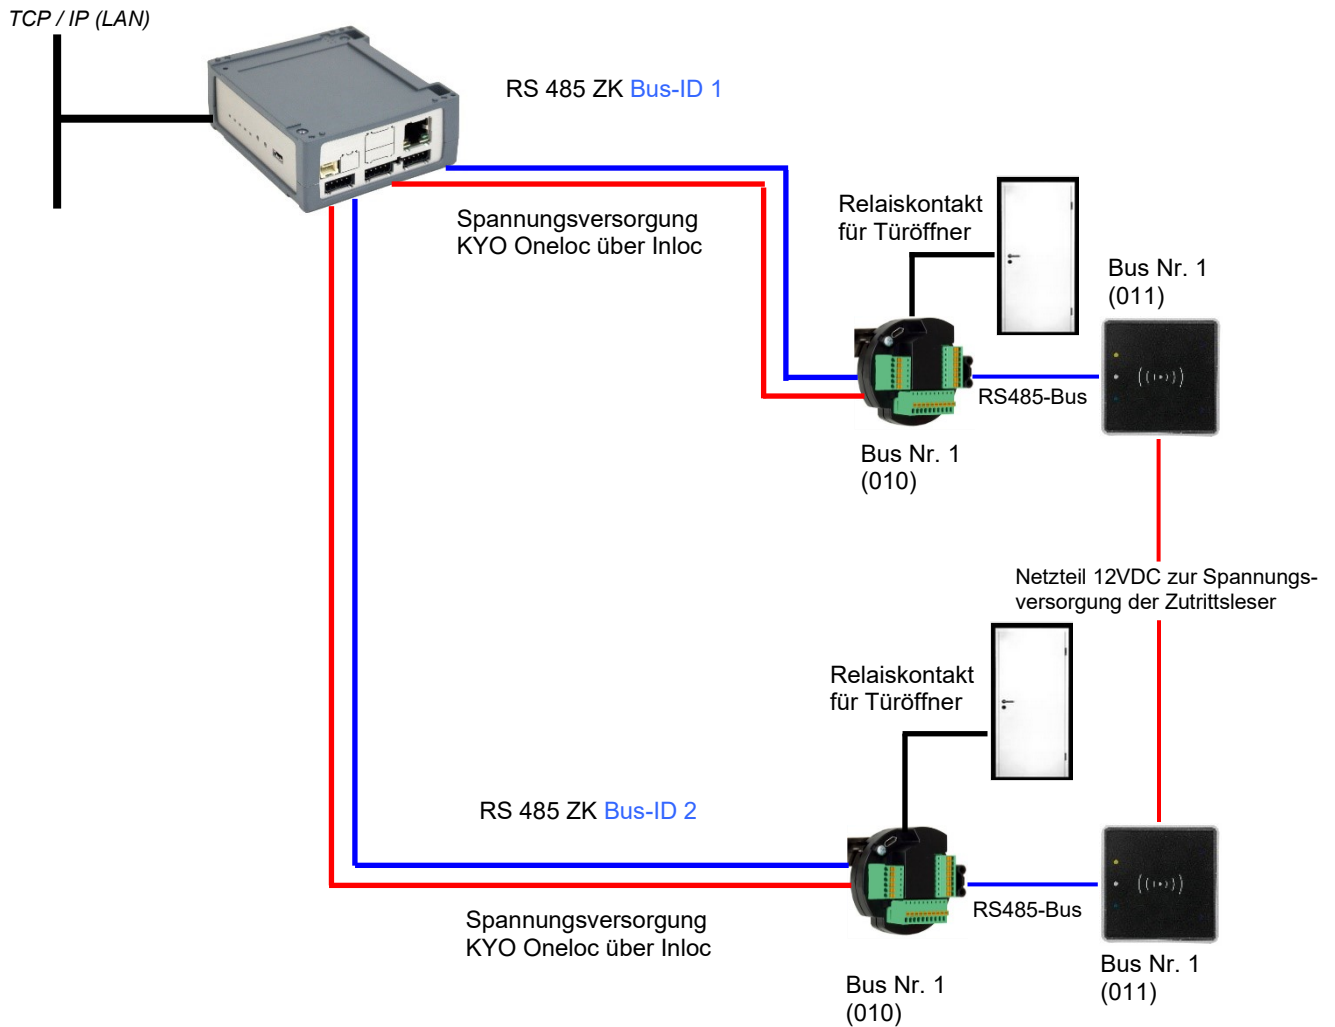 TCP / IP (LAN)
RS 485 ZK Bus-ID 1
Spannungsversorgung
KYO Oneloc über Inloc
Relaiskontakt
für Türöffner
Bus Nr. 1
(011)
RS485-Bus
Bus Nr. 1
(010)
Netzteil 12VDC zur Spannungs-
versorgung der Zutrittsleser
Relaiskontakt
für Türöffner
RS 485 ZK Bus-ID 2
Spannungsversorgung
KYO Oneloc über Inloc
RS485-Bus
Bus Nr. 1
(010)
Bus Nr. 1
(011)